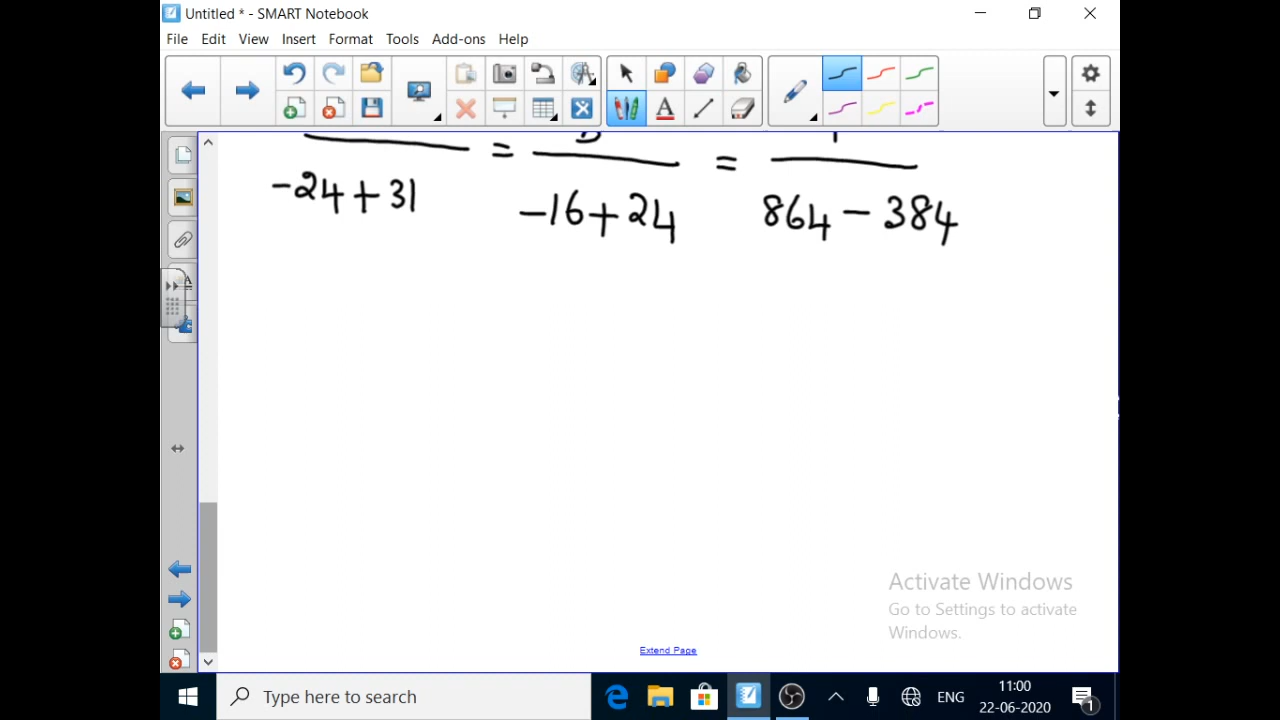 Untitled * - SMART Notebook
File Edit View Insert Format Tools Add-ons Help
= =
-24+31 -16+24 864-384
Extend Page
Activate Windows
Go to Settings to activate
Windows.
Type here to search
ENG
11:00
22-06-2020
1